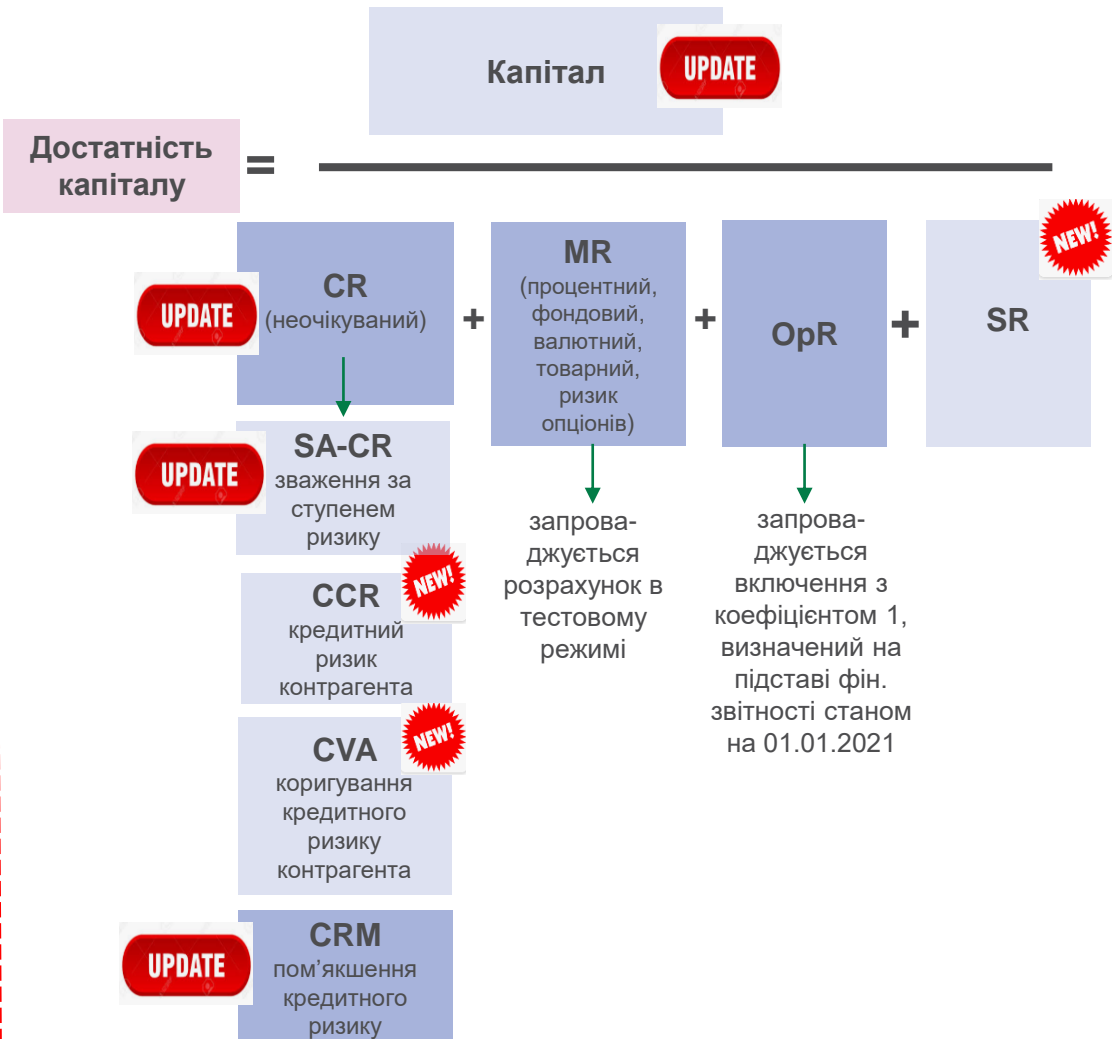 Капітал
UPDATE
Достатність
капіталу
=
UPDATE
CR
(неочікуваний)
+
MR
(процентний,
фондовий,
валютний,
товарний,
ризик
опціонів)
+
OpR
+
SR
NEW!
UPDATE
SA-CR
зваження за
ступенем
ризику
NEW!
CCR
кредитний
ризик
контрагента
NEW!
CVA
коригування
кредитного
ризику
контрагента
UPDATE
CRM
пом’якшення
кредитного
ризику
запрова-
джується
розрахунок в
тестовому
режимі
запрова-
джується
включення з
коефіцієнтом 1,
визначений на
підставі фін.
звітності станом
на 01.01.2021